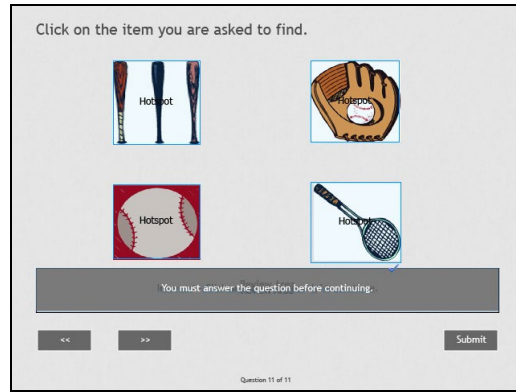 Click on the item you are asked to find.
Hotspot
Hotspot
Hotspot
Hotspot
You must answer the question before continuing.
<<
>>
Submit
Question 11 of 11